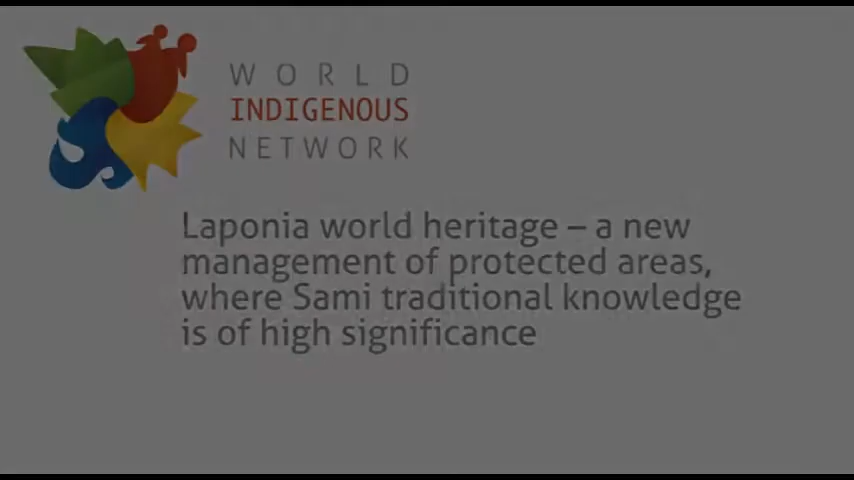 WORLD
INDIGENOUS
NETWORK
Laponia world heritage – a new
management of protected areas,
where Sami traditional knowledge
is of high significance